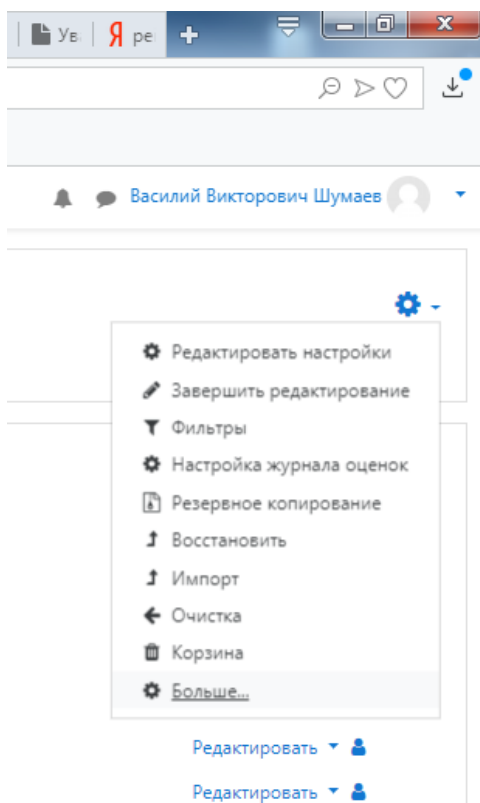 Ув
Я ре
Василий Викторович Шумаев
Редактировать настройки
Завершить редактирование
Фильтры
Настройка журнала оценок
Резервное копирование
Восстановить
Импорт
Очистка
Корзина
Больше...
Редактировать
Редактировать